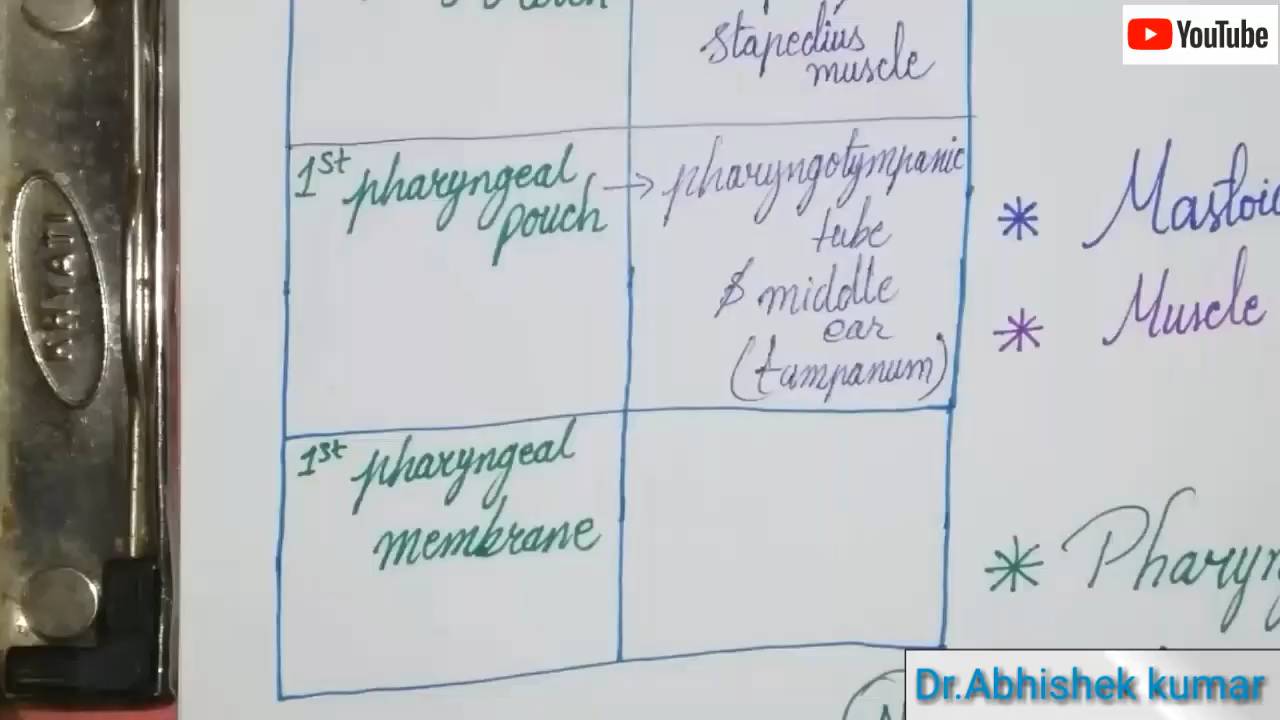 YouTube
stapedius
muscle
1st pharyngeal
pouch
→ pharyngotympanic
tube
$ middle
ear
(tampanum)
1st pharyngeal
membrane
* Mastoi
* Muscle
* Pharyn
ARYATI
Dr.Abhishek kumar